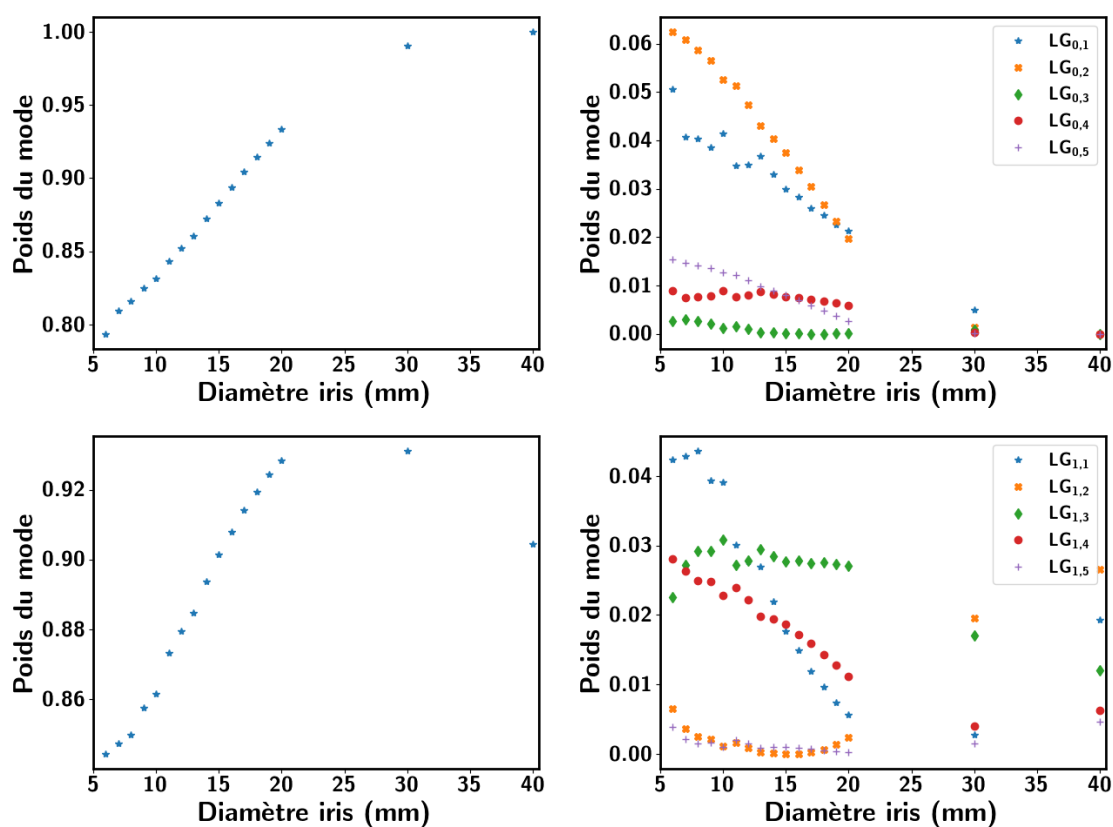 Poids du mode
1.00
0.95
0.90
0.85
0.80
5 10 15 20 25 30 35 40
Diamètre iris (mm)
Poids du mode
0.06
0.05
0.04
0.03
0.02
0.01
0.00
5 10 15 20 25 30 35 40
Diamètre iris (mm)
LG0,1
LG0,2
LG0,3
LG0,4
LG0,5
Poids du mode
0.92
0.90
0.88
0.86
5 10 15 20 25 30 35 40
Diamètre iris (mm)
Poids du mode
0.04
0.03
0.02
0.01
0.00
5 10 15 20 25 30 35 40
Diamètre iris (mm)
LG1,1
LG1,2
LG1,3
LG1,4
LG1,5